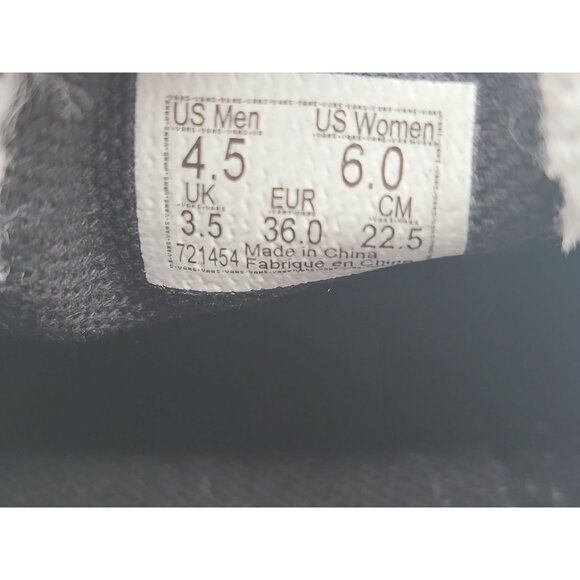 US Men US Women
4.5 6.0
UK EUR CM
3.5 36.0 22.5
721454 Made in China
Fabrique en China